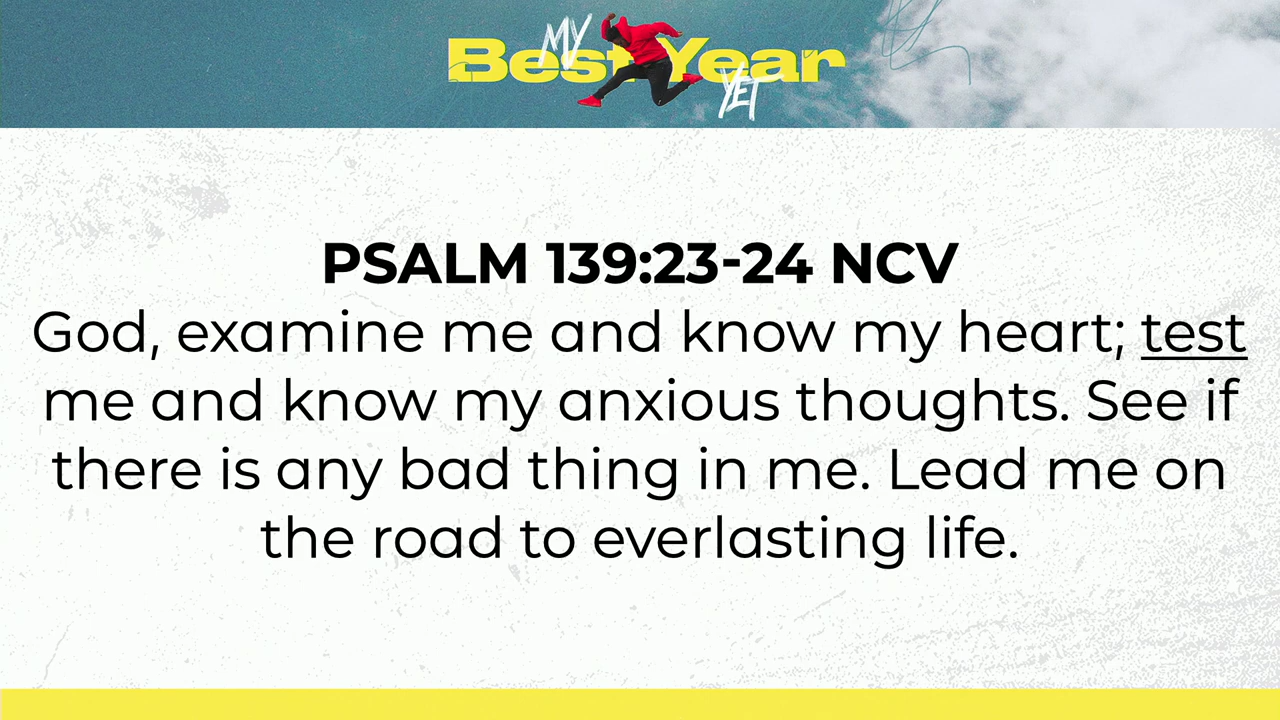 MY
Best Year
YET
PSALM 139:23-24 NCV
God, examine me and know my heart; test
me and know my anxious thoughts. See if
there is any bad thing in me. Lead me on
the road to everlasting life.